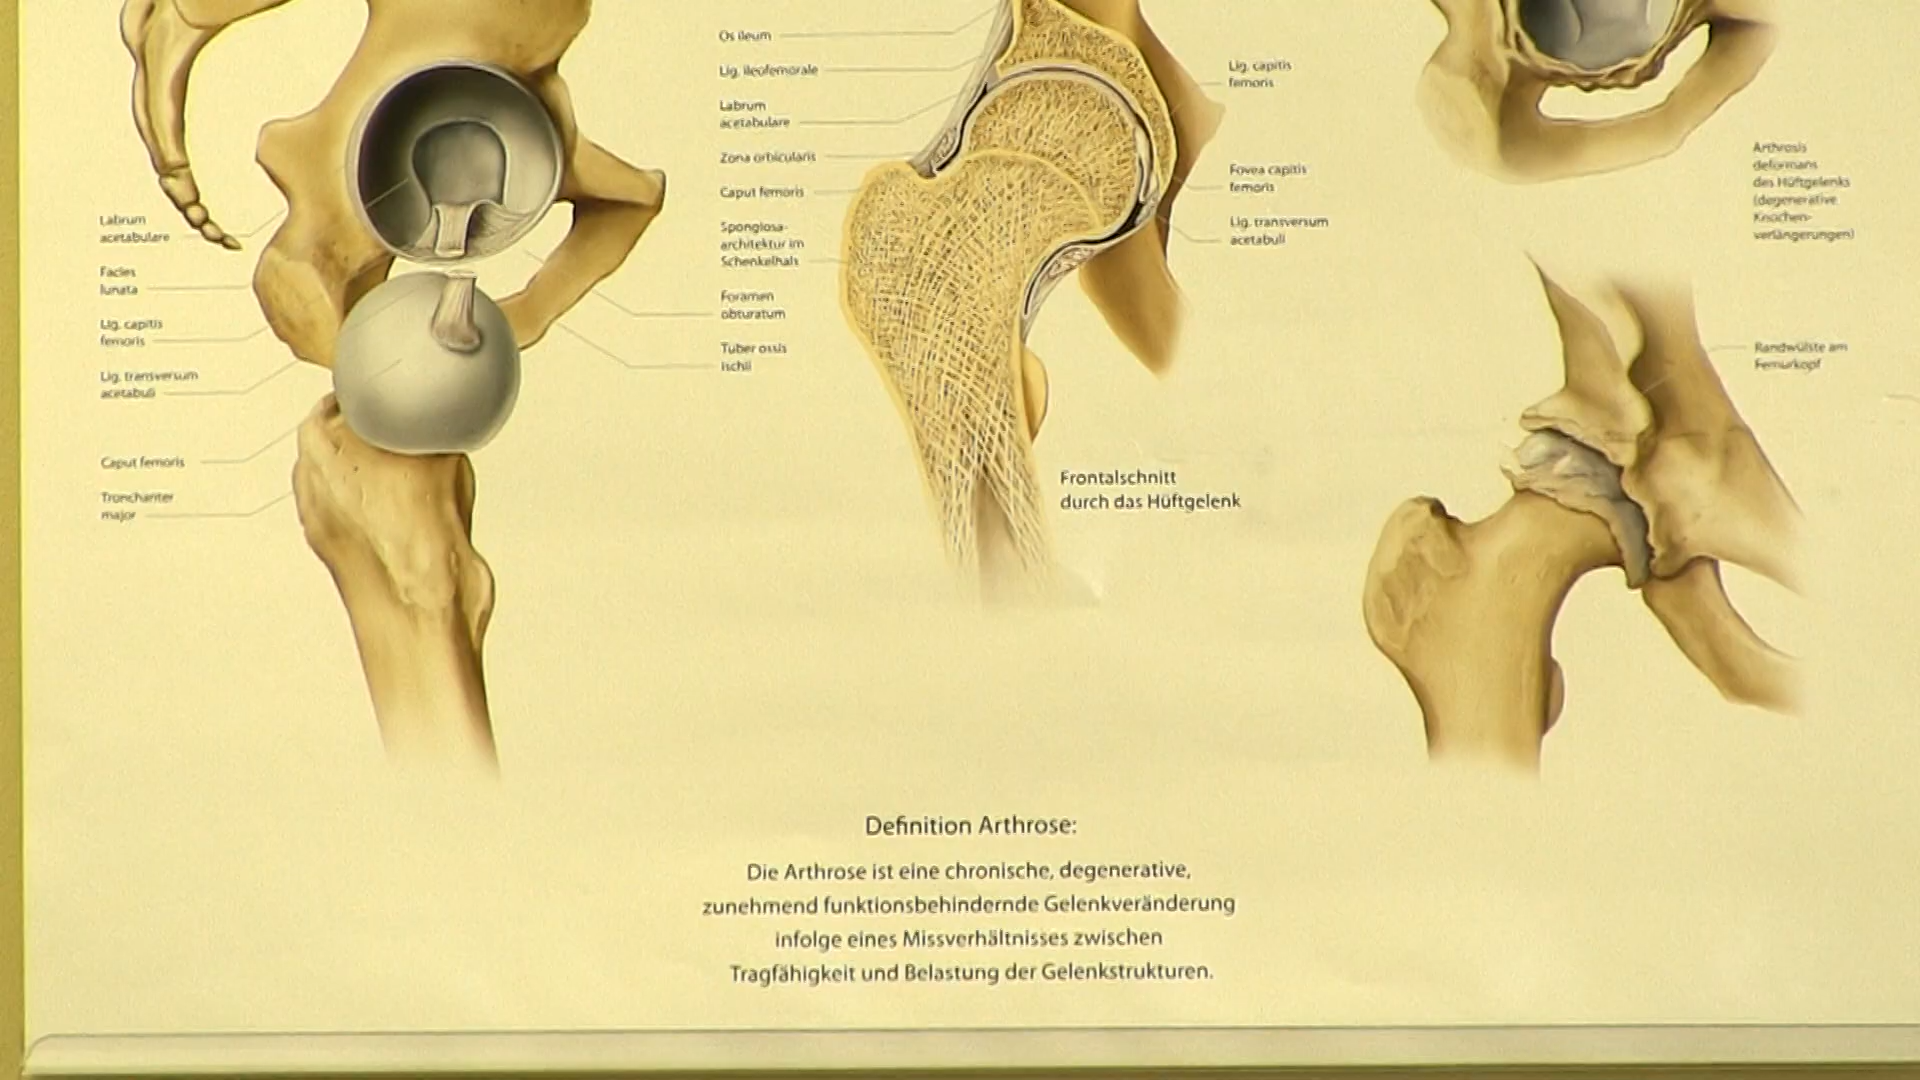 Labrum
acetabulare
Facies
lunata
Lig. capitis
femoris
Lig. transversum
acetabuli
Caput femoris
Tronchanter
major
Os ileum
Lig. ileofemorale
Labrum
acetabulare
Zona orbicularis
Caput femoris
Spongiosa-
architektur im
Schenkelhals
Foramen
obturatum
Tuber ossis
ischii
Lig. capitis
femoris
Fovea capitis
femoris
Lig. transversum
acetabuli
Frontalschnitt
durch das Hüftgelenk
Arthrosis
deformans
des Hüftgelenks
(degenerative
Knochen-
verlängerungen)
Randwülste am
Femurkopf
Definition Arthrose:
Die Arthrose ist eine chronische, degenerative,
zunehmend funktionsbehindernde Gelenkveränderung
infolge eines Missverhältnisses zwischen
Tragfähigkeit und Belastung der Gelenkstrukturen.